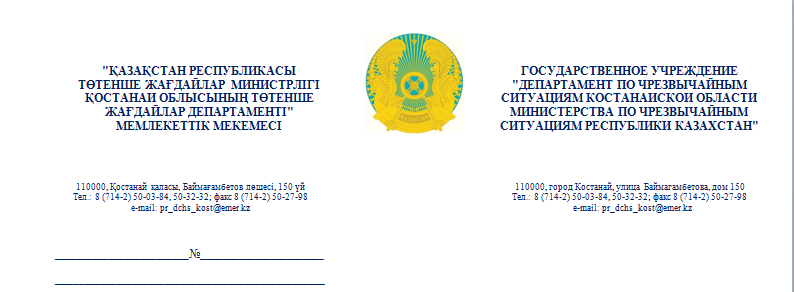 "ҚАЗАҚСТАН РЕСПУБЛИКАСЫ
ТӨТЕНШЕ ЖАҒДАЙЛАР МИНИСТРЛІГІ
ҚОСТАНАЙ ОБЛЫСЫНЫҢ ТӨТЕНШЕ
ЖАҒДАЙЛАР ДЕПАРТАМЕНТІ"
МЕМЛЕКЕТТІК МЕКЕМЕСІ
110000, Қостанай қаласы, Баймағамбетов көшесі, 150 үй
Тел.: 8 (714-2) 50-03-84, 50-32-32; факс 8 (714-2) 50-27-98
e-mail: pr_dchs_kost@emer.kz
ГОСУДАРСТВЕННОЕ УЧРЕЖДЕНИЕ
"ДЕПАРТАМЕНТ ПО ЧРЕЗВЫЧАЙНЫМ
СИТУАЦИЯМ КОСТАНАЙСКОЙ ОБЛАСТИ
МИНИСТЕРСТВА ПО ЧРЕЗВЫЧАЙНЫМ
СИТУАЦИЯМ РЕСПУБЛИКИ КАЗАХСТАН"
110000, город Костанай, улица Баймагамбетова, дом 150
Тел.: 8 (714-2) 50-03-84, 50-32-32; факс 8 (714-2) 50-27-98
e-mail: pr_dchs_kost@emer.kz
______________________№____________________